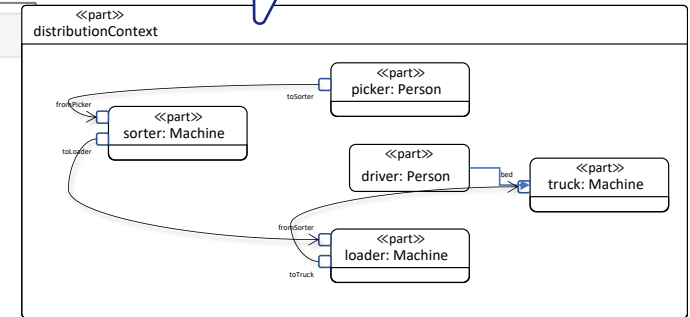 ≪part≫
distributionContext
≪part≫
picker: Person
toSorter
fromPicker
≪part≫
sorter: Machine
toLoader
≪part≫
driver: Person
bed
≪part≫
truck: Machine
fromSorter
≪part≫
loader: Machine
toTruck